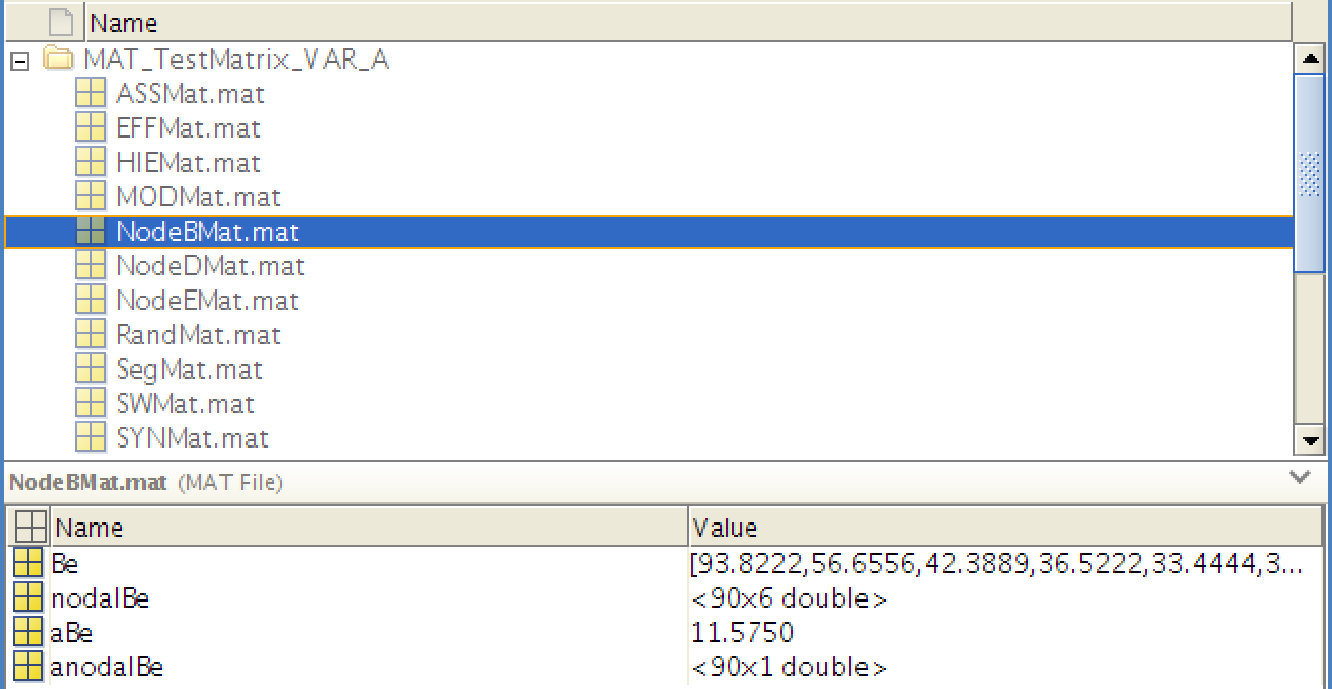 Name
MAT_TestMatrix_VAR_A
ASSMat.mat
EFFMat.mat
HIEMat.mat
MODMat.mat
NodeBMat.mat
NodeDMat.mat
NodeEMat.mat
RandMat.mat
SegMat.mat
SWMat.mat
SYNMat.mat
NodeBMat.mat (MAT File)
Name Value
Be [93.8222,56.6556,42.3889,36.5222,33.4444,3...
nodalBe <90x6 double>
aBe 11.5750
anodalBe <90x1 double>